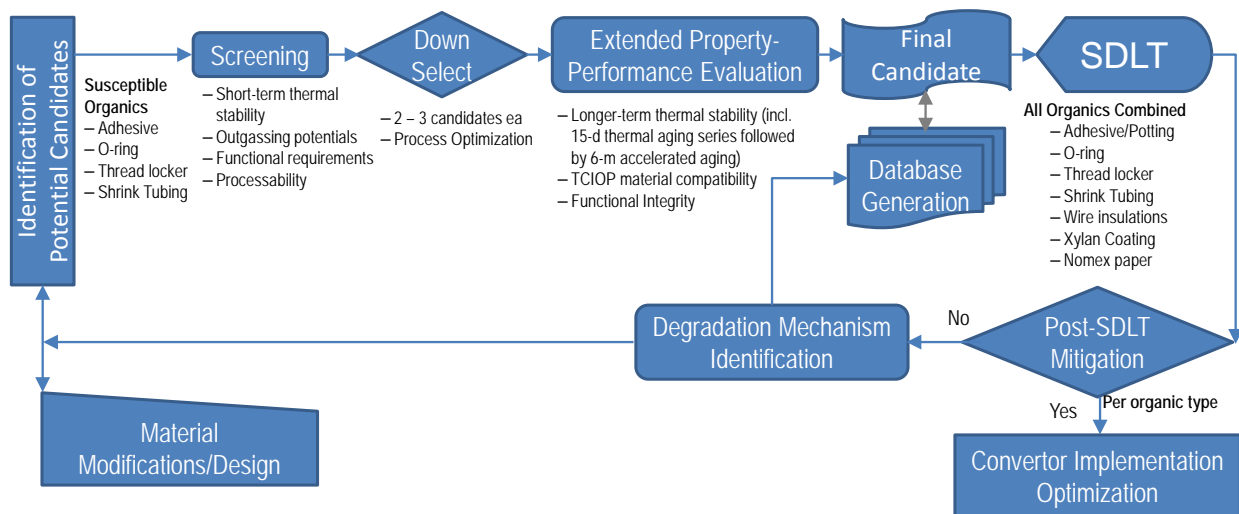 Identification of
Potential Candidates
Susceptible
Organics
– Adhesive
– O-ring
– Thread locker
– Shrink Tubing
Screening
– Short-term thermal
stability
– Outgassing potentials
– Functional requirements
– Processability
Down
Select
– 2 – 3 candidates ea
– Process Optimization
Extended Property-
Performance Evaluation
– Longer-term thermal stability (incl.
15-d thermal aging series followed
by 6-m accelerated aging)
– TCIOP material compatibility
– Functional Integrity
Final
Candidate
Database
Generation
SDLT
All Organics Combined
– Adhesive/Potting
– O-ring
– Thread locker
– Shrink Tubing
– Wire insulations
– Xylan Coating
– Nomex paper
Post-SDLT
Mitigation
No
Degradation Mechanism
Identification
Yes
Per organic type
Material
Modifications/Design
Convertor Implementation
Optimization